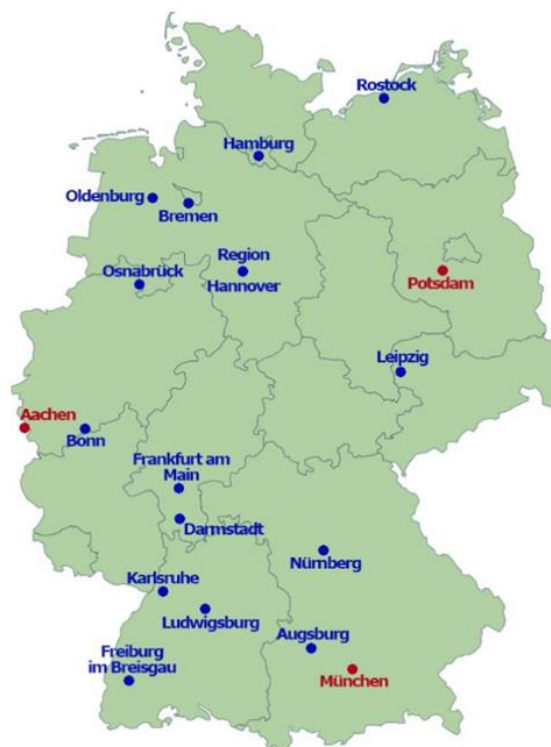 Rostock
Hamburg
Oldenburg
Bremen
Region
Hannover
Osnabrück
Potsdam
Leipzig
Aachen
Bonn
Frankfurt am
Main
Darmstadt
Nürnberg
Karlsruhe
Ludwigsburg
Augsburg
Freiburg
im Breisgau
München